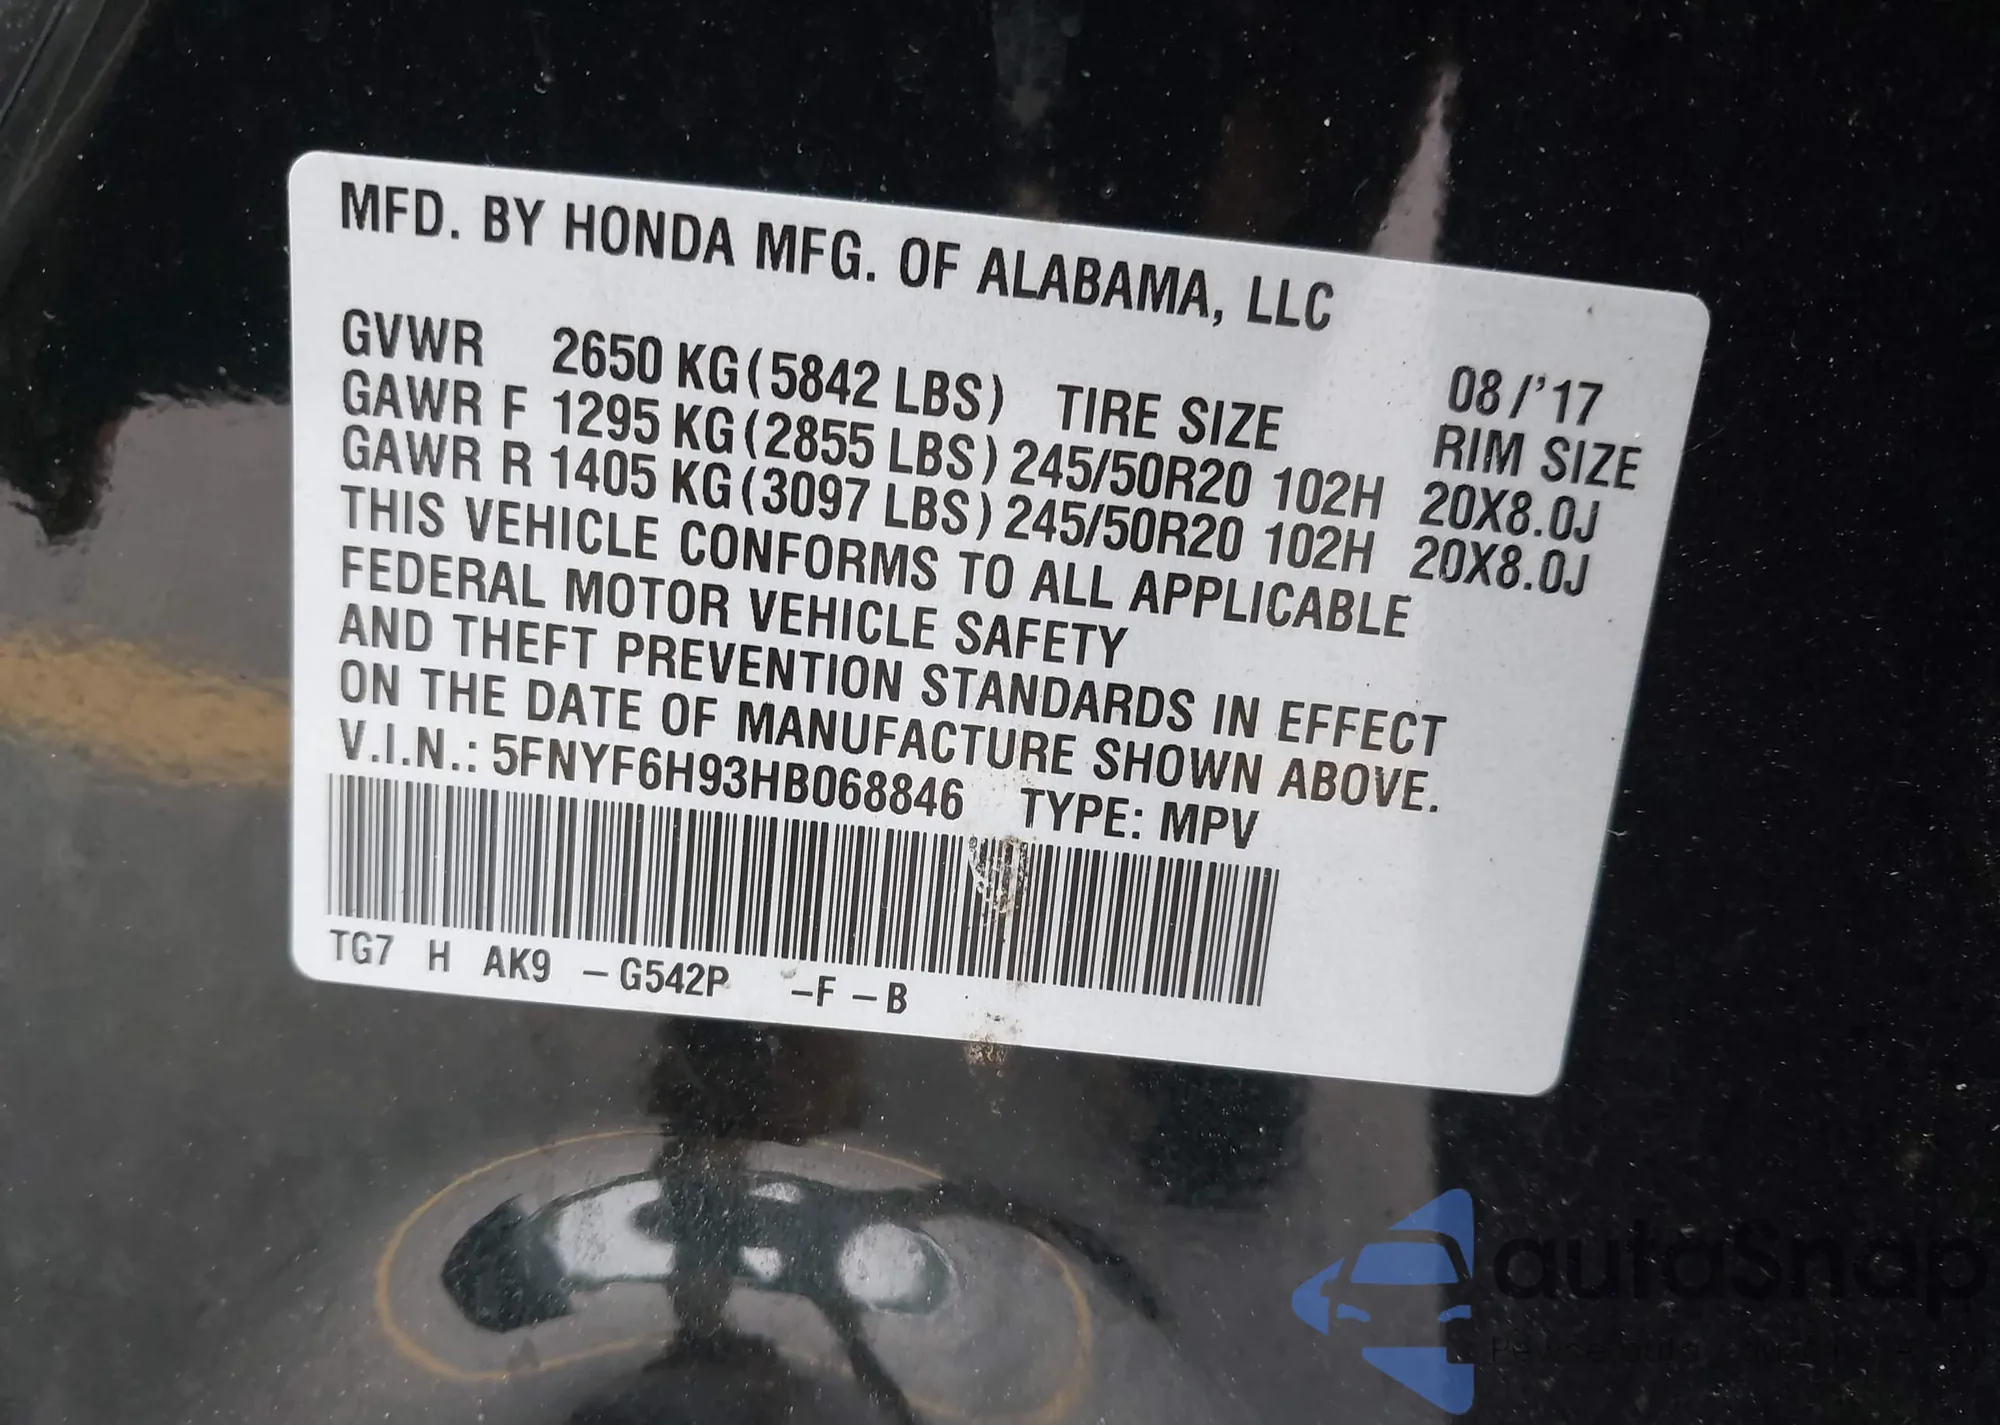 MFD. BY HONDA MFG. OF ALABAMA, LLC
08/'17
GVWR 2650 KG(5842 LBS) TIRE SIZE RIM SIZE
GAWR F 1295 KG(2855 LBS) 245/50R20 102H 20X8.0J
GAWR R 1405 KG(3097 LBS) 245/50R20 102H 20X8.0J
THIS VEHICLE CONFORMS TO ALL APPLICABLE
FEDERAL MOTOR VEHICLE SAFETY
AND THEFT PREVENTION STANDARDS IN EFFECT
ON THE DATE OF MANUFACTURE SHOWN ABOVE.
V.I.N.: 5FNYF6H93HB068846 TYPE: MPV
TG7 H AK9 -G542P -F -B
autaSnap